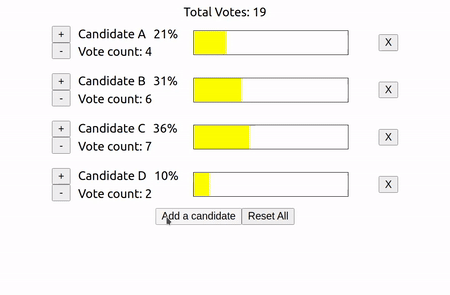 Total Votes: 19
+ Candidate A 21% X
- Vote count: 4
+ Candidate B 31% X
- Vote count: 6
+ Candidate C 36% X
- Vote count: 7
+ Candidate D 10% X
- Vote count: 2
Add a candidate Reset All